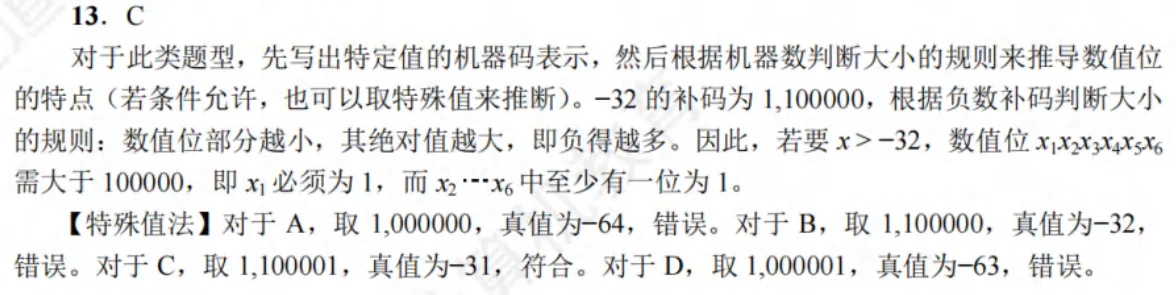 13．C
对于此类题型，先写出特定值的机器码表示，然后根据机器数判断大小的规则来推导数值位
的特点（若条件允许，也可以取特殊值来推断）。−32 的补码为 1,100000，根据负数补码判断大小
的规则：数值位部分越小，其绝对值越大，即负得越多。因此，若要 x > −32，数值位 x₁x₂x₃x₄x₅x₆
需大于 100000，即 x₁ 必须为 1，而 x₂⋯x₆ 中至少有一位为 1。
【特殊值法】对于 A，取 1,000000，真值为−64，错误。对于 B，取 1,100000，真值为−32，
错误。对于 C，取 1,100001，真值为−31，符合。对于 D，取 1,000001，真值为−63，错误。